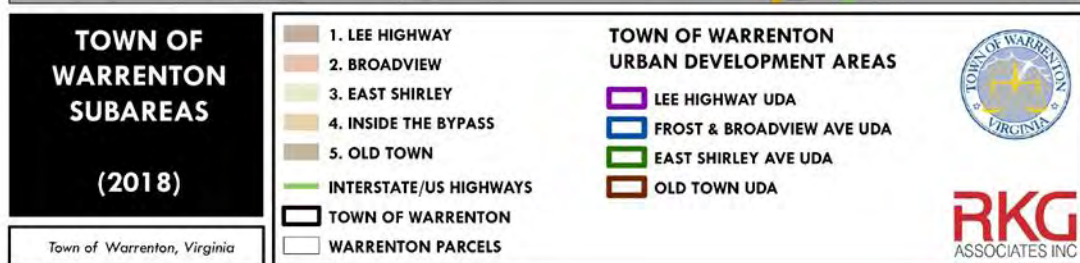 TOWN OF
WARRENTON
SUBAREAS
(2018)
Town of Warrenton, Virginia
1. LEE HIGHWAY
2. BROADVIEW
3. EAST SHIRLEY
4. INSIDE THE BYPASS
5. OLD TOWN
INTERSTATE/US HIGHWAYS
TOWN OF WARRENTON
WARRENTON PARCELS
TOWN OF WARRENTON
URBAN DEVELOPMENT AREAS
LEE HIGHWAY UDA
FROST & BROADVIEW AVE UDA
EAST SHIRLEY AVE UDA
OLD TOWN UDA
TOWN OF WARRENTON
VIRGINIA
RKG
ASSOCIATES INC